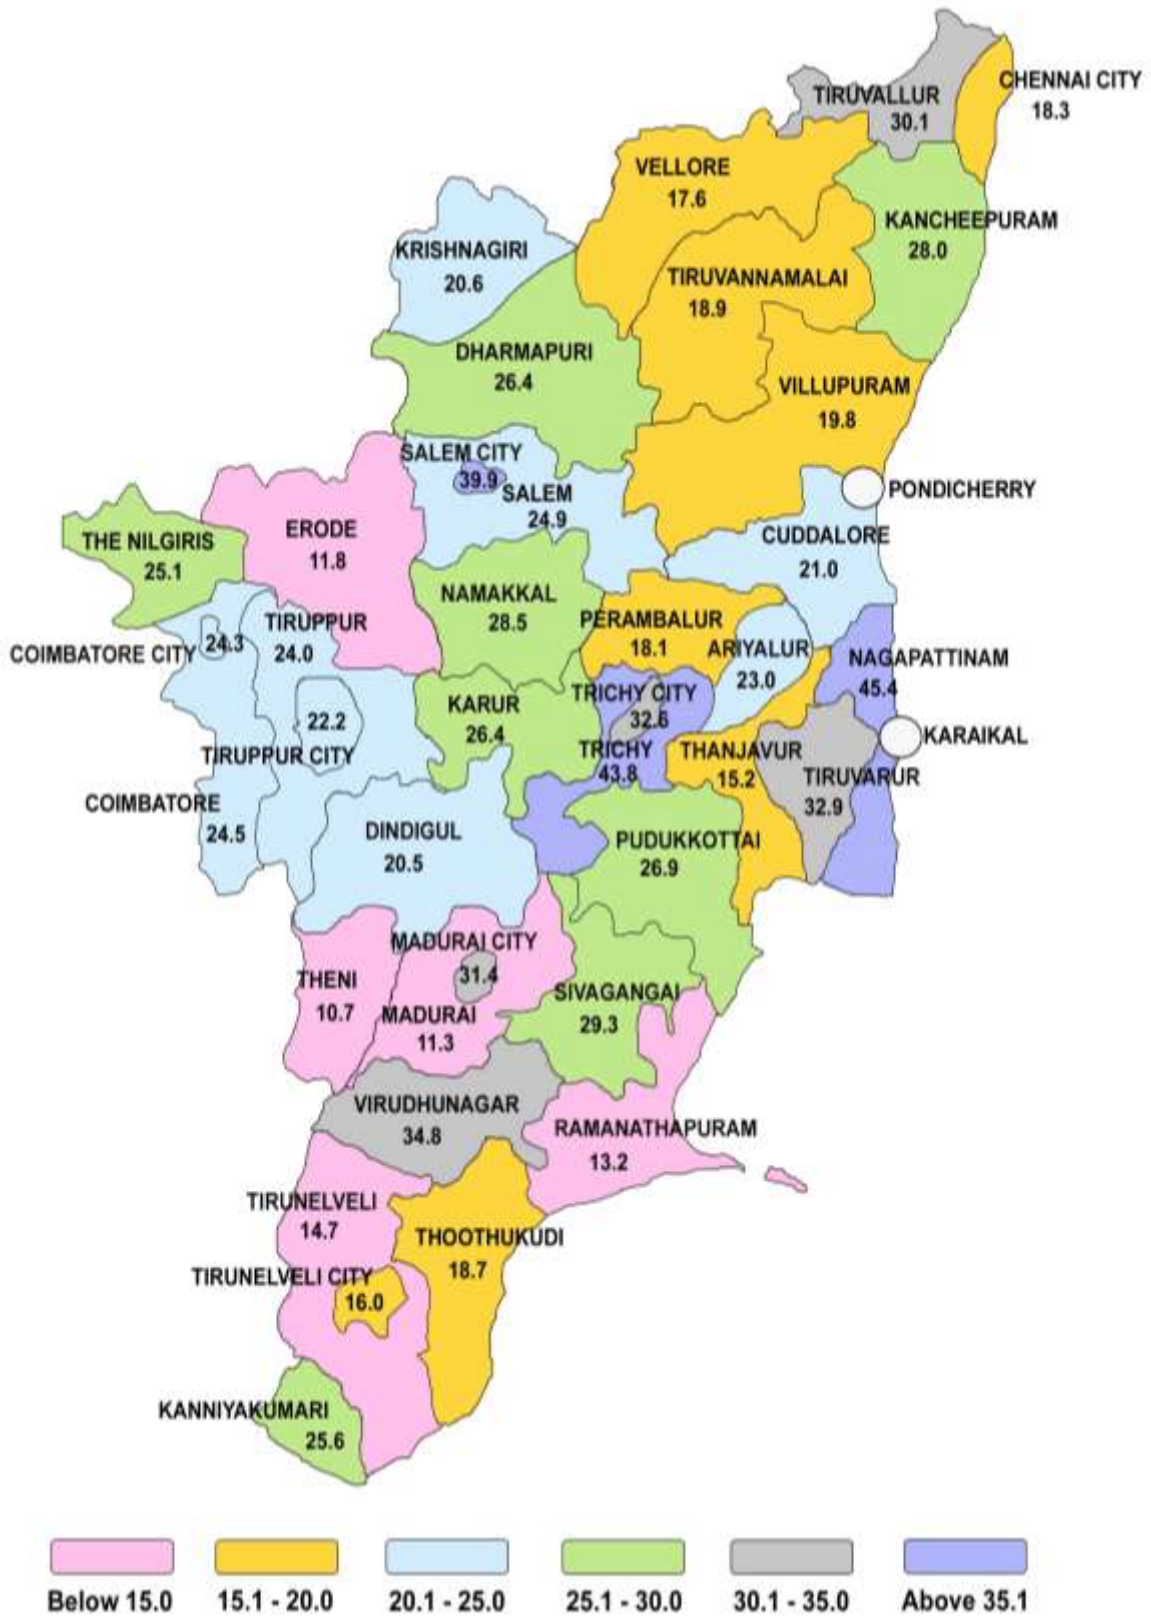 TIRUVALLUR
30.1
CHENNAI CITY
18.3
VELLORE
17.6
KANCHEEPURAM
28.0
KRISHNAGIRI
20.6
TIRUVANNAMALAI
18.9
DHARMAPURI
26.4
VILLUPURAM
19.8
SALEM CITY
39.9
SALEM
24.9
PONDICHERRY
CUDDALORE
21.0
THE NILGIRIS
25.1
ERODE
11.8
NAMAKKAL
28.5
PERAMBALUR
18.1
TIRUPPUR
24.0
COIMBATORE CITY
24.3
ARIYALUR
23.0
NAGAPATTINAM
45.4
KARUR
26.4
TRICHY CITY
32.6
TRICHY
43.8
22.2
TIRUPPUR CITY
THANJAVUR
15.2
KARAIKAL
TIRUVARUR
32.9
COIMBATORE
24.5
DINDIGUL
20.5
PUDUKKOTTAI
26.9
MADURAI CITY
31.4
THENI
10.7
MADURAI
11.3
SIVAGANGAI
29.3
VIRUDHUNAGAR
34.8
RAMANATHAPURAM
13.2
TIRUNELVELI
14.7
THOOTHUKUDI
18.7
TIRUNELVELI CITY
16.0
KANNIYAKUMARI
25.6
Below 15.0
15.1 - 20.0
20.1 - 25.0
25.1 - 30.0
30.1 - 35.0
Above 35.1